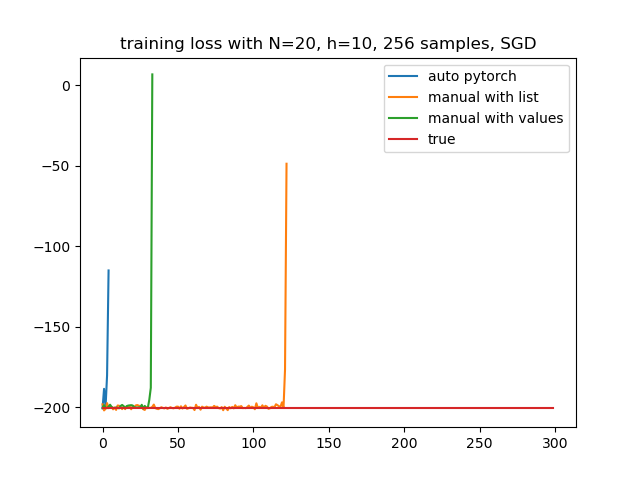 training loss with N=20, h=10, 256 samples, SGD
auto pytorch
manual with list
manual with values
true
0
−50
−100
−150
−200
0 50 100 150 200 250 300